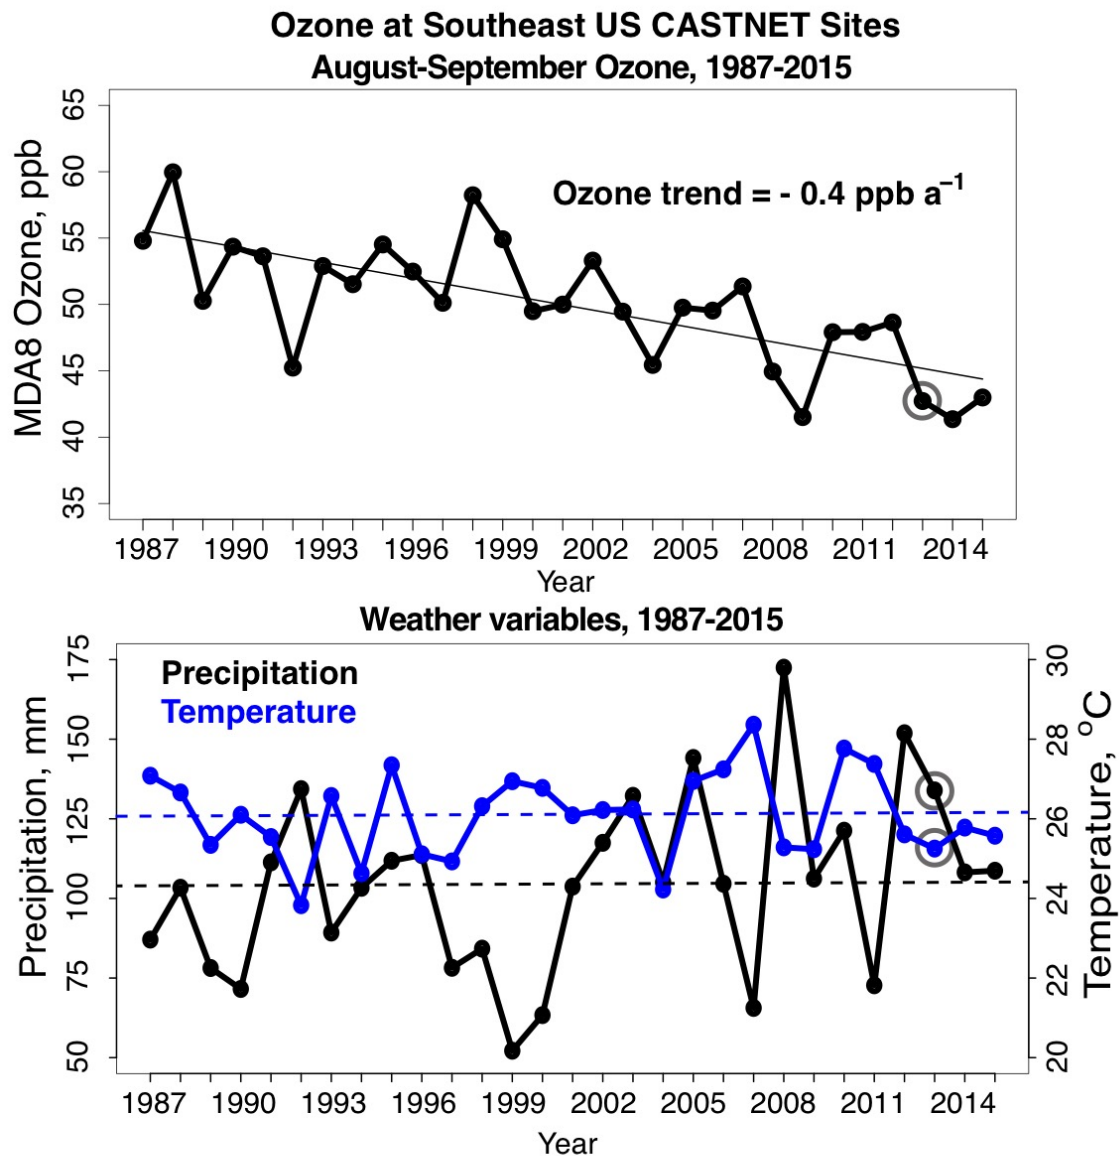 Ozone at Southeast US CASTNET Sites
August-September Ozone, 1987-2015
MDA8 Ozone, ppb
65
60
55
50
45
40
35
Ozone trend = - 0.4 ppb a⁻¹
1987 1990 1993 1996 1999 2002 2005 2008 2011 2014
Year
Weather variables, 1987-2015
Precipitation
Temperature
Precipitation, mm
175
150
125
100
75
50
30
28
26
24
22
20
Temperature, °C
1987 1990 1993 1996 1999 2002 2005 2008 2011 2014
Year